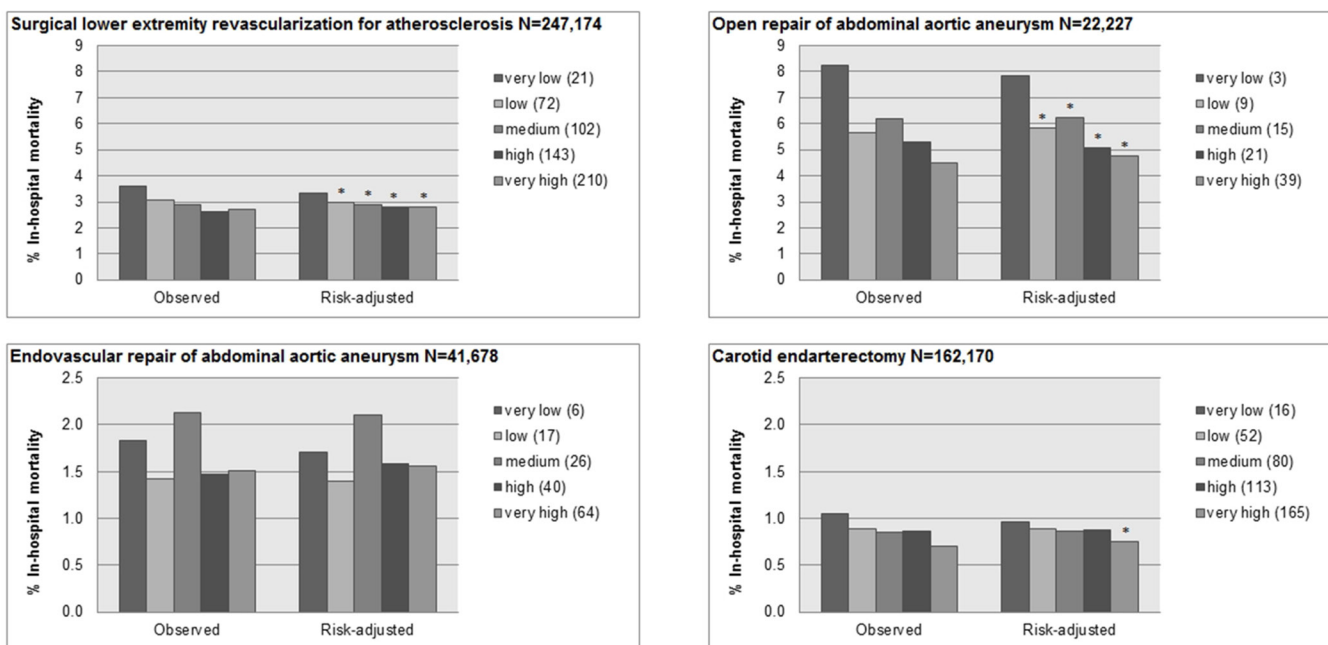 Surgical lower extremity revascularization for atherosclerosis N=247,174
% In-hospital mortality
9
8
7
6
5
4
3
2
1
0
* * * *
Observed
Risk-adjusted
very low (21)
low (72)
medium (102)
high (143)
very high (210)
Open repair of abdominal aortic aneurysm N=22,227
% In-hospital mortality
9
8
7
6
5
4
3
2
1
0
* * * *
Observed
Risk-adjusted
very low (3)
low (9)
medium (15)
high (21)
very high (39)
Endovascular repair of abdominal aortic aneurysm N=41,678
% In-hospital mortality
2.5
2.0
1.5
1.0
0.5
0.0
Observed
Risk-adjusted
very low (6)
low (17)
medium (26)
high (40)
very high (64)
Carotid endarterectomy N=162,170
% In-hospital mortality
2.5
2.0
1.5
1.0
0.5
0.0
*
Observed
Risk-adjusted
very low (16)
low (52)
medium (80)
high (113)
very high (165)